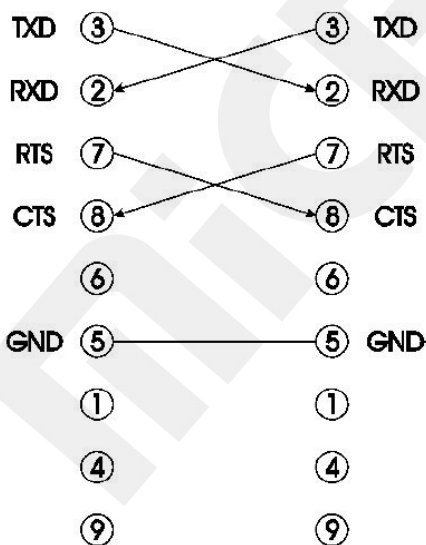 TXD 3 3 TXD
RXD 2 2 RXD
RTS 7 7 RTS
CTS 8 8 CTS
6 6
GND 5 5 GND
1 1
4 4
9 9